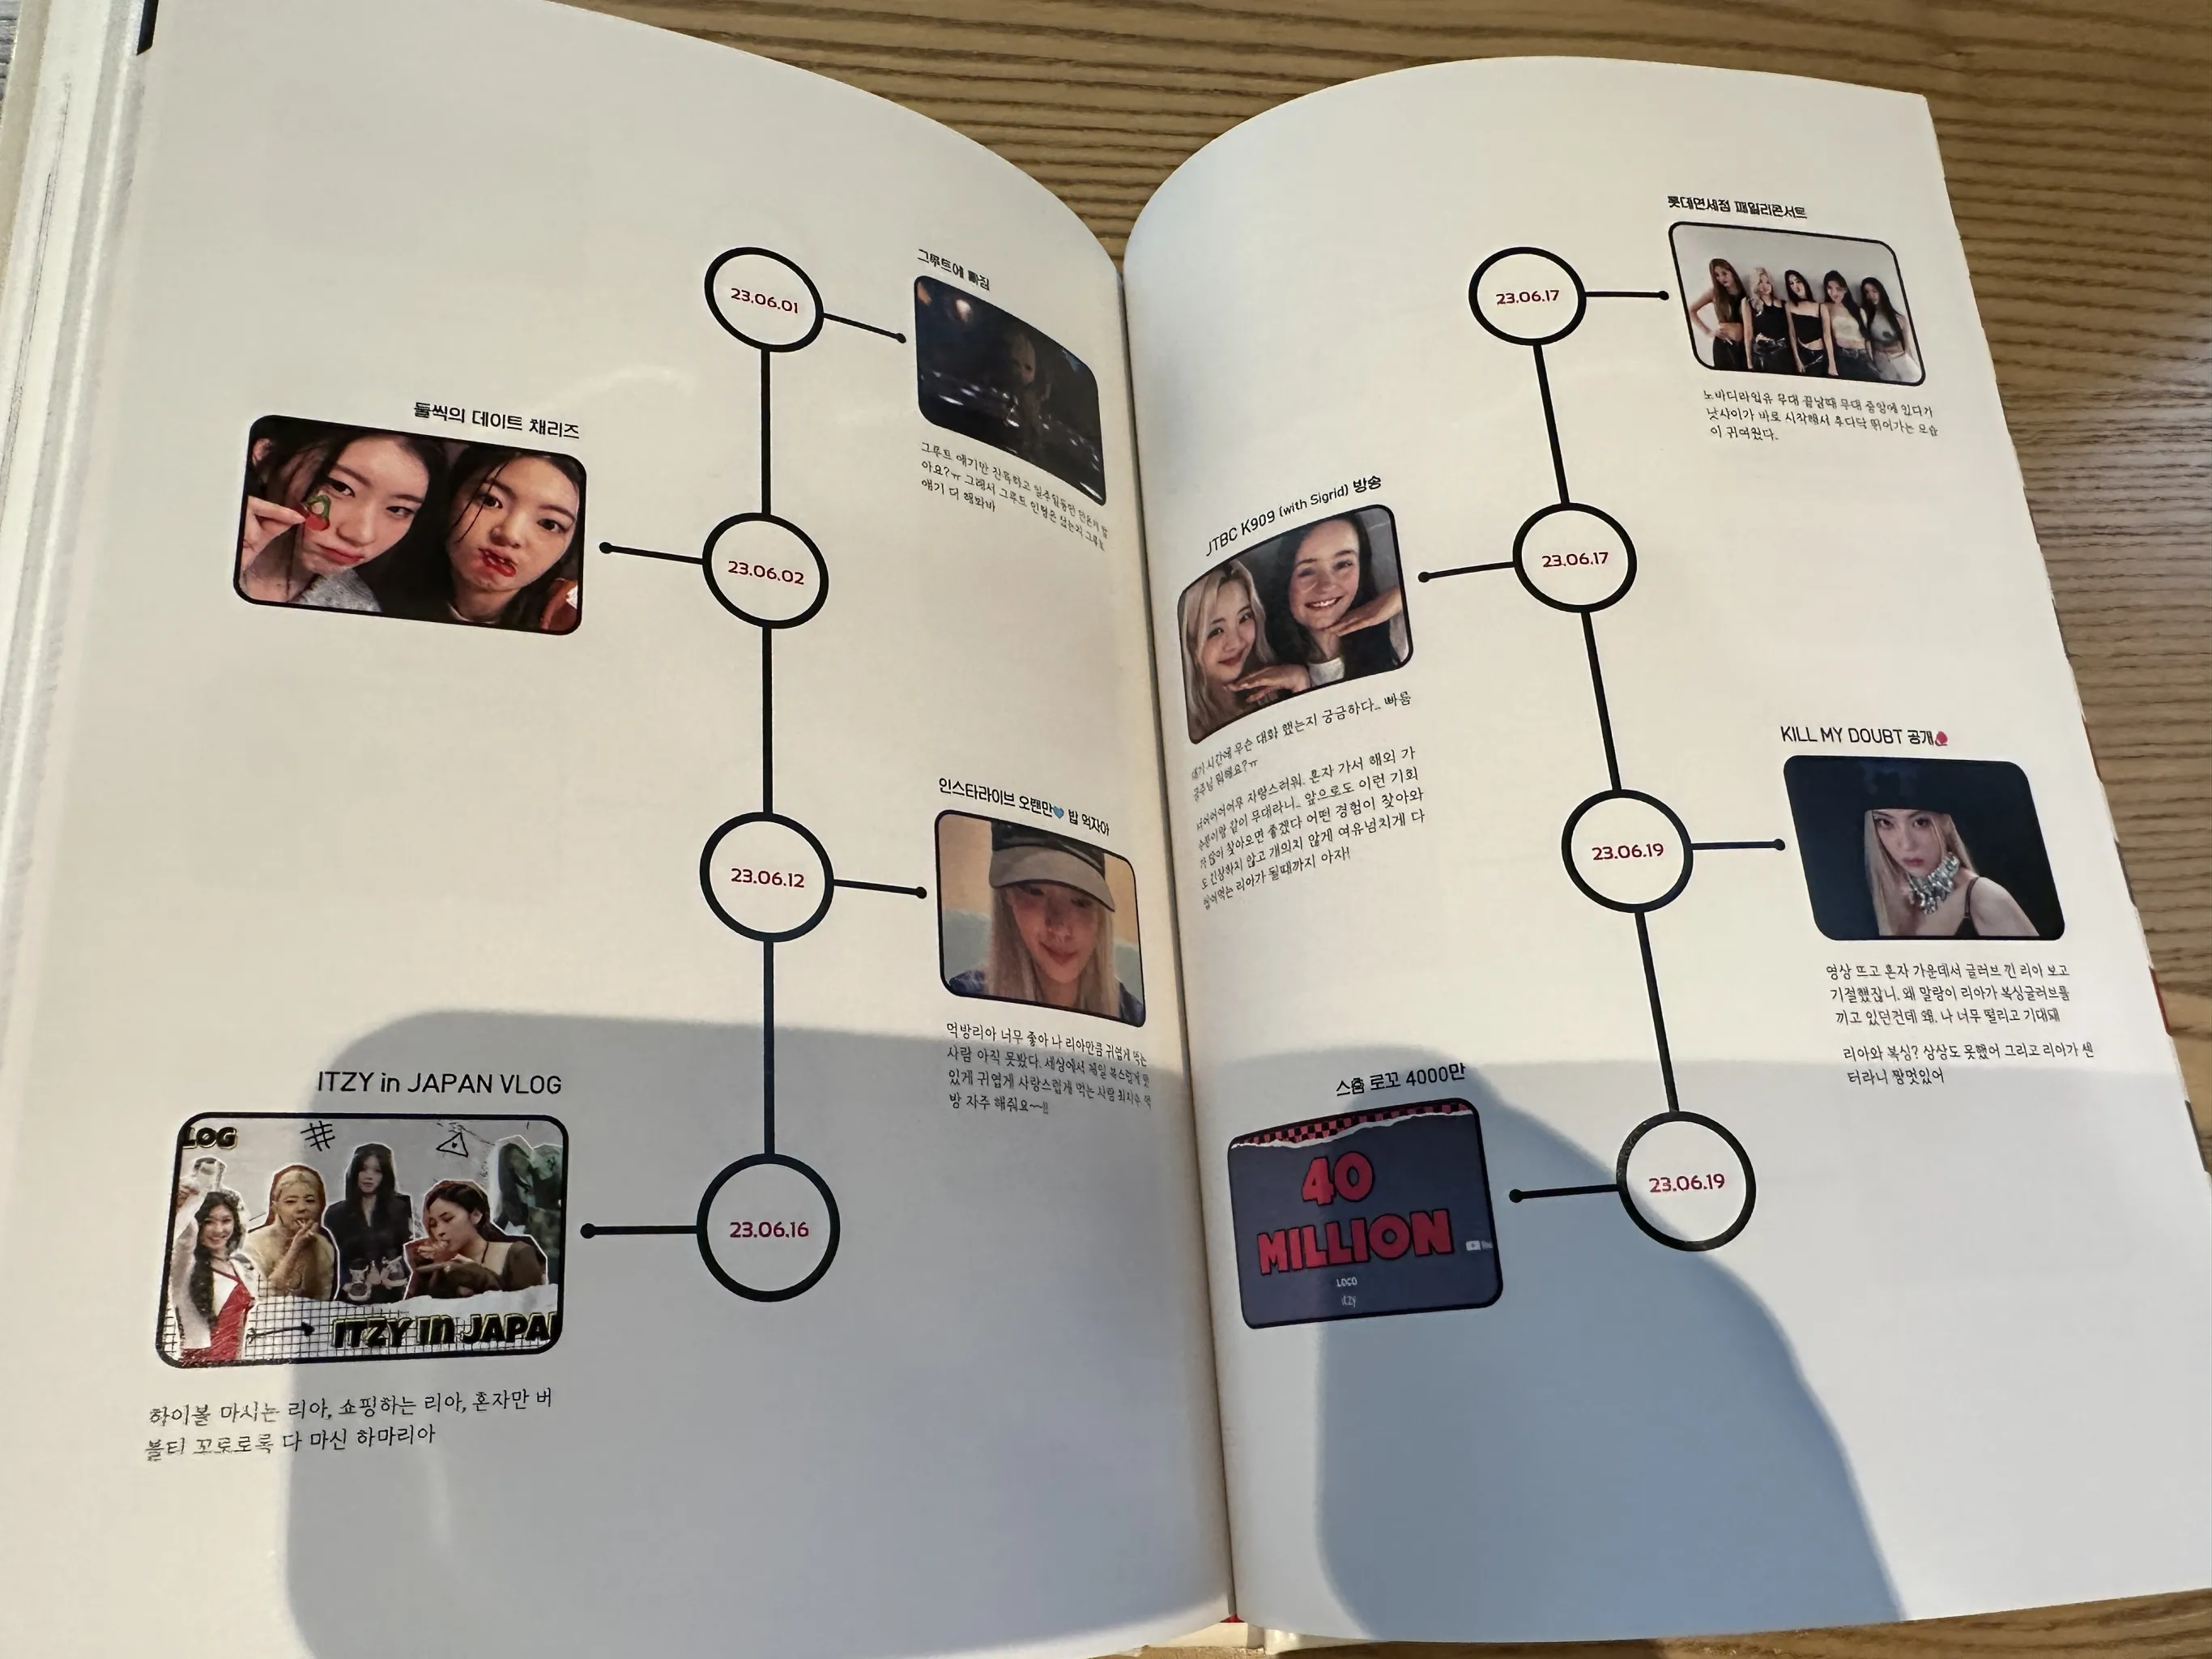 23.06.01
그루트에 빠짐
그루트 얘기만 잔뜩하고 일주일동안 안온게 말
아요?ㅠ 그래서 그루트 인형은 샀는지 그루트
얘기 더 해봐바
둘씩의 데이트 채리즈
23.06.02
인스타라이브 오랜만💙 밥 먹자아
23.06.12
먹방리아 너무 좋아 나 리아만큼 귀엽게 먹는
사람 아직 못봤다. 세상에서 제일 복스럽게 맛
있게 귀엽게 사랑스럽게 먹는 사람 최지수 먹
방 자주 해줘요~!!
ITZY in JAPAN VLOG
LOG
ITZY in JAPA
23.06.16
하이볼 마시는 리아, 쇼핑하는 리아, 혼자만 버
블티 꼬로로록 다 마신 하마리아
롯데면세점 패밀리콘서트
23.06.17
노바디라잌유 무대 끝날때 무대 중앙에 있다가
낫샤이가 바로 시작해서 후다닥 뛰어가는 모습
이 귀여웠다.
JTBC K909 (with Sigrid) 방송
23.06.17
대기 시간에 무슨 대화 했는지 궁금하다.. 빠름
공주님 뭐해요?ㅠ
너어어어어무 자랑스러워. 혼자 가서 해외 가
수분이랑 같이 무대라니.. 앞으로도 이런 기회
가 많이 찾아오면 좋겠다 어떤 경험이 찾아와
도 긴장하지 않고 개의치 않게 여유넘치게 다
씹어먹는 리아가 될때까지 아자!
KILL MY DOUBT 공개
23.06.19
영상 뜨고 혼자 가운데서 글러브 낀 리아 보고
기절했잖니. 왜 말랑이 리아가 복싱글러브를
끼고 있던건데 왜. 나 너무 떨리고 기대돼
리아와 복싱? 상상도 못했어 그리고 리아가 센
터라니 짱멋있어
스춤 로꼬 4000만
23.06.19
40
MILLION
LOCO
itzy